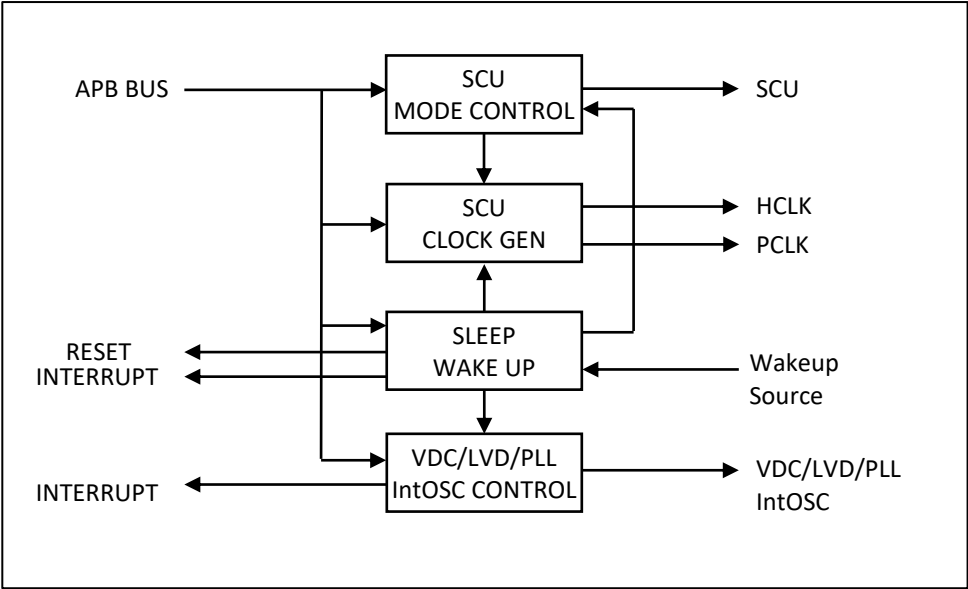 APB BUS
SCU
MODE CONTROL
SCU
SCU
CLOCK GEN
HCLK
PCLK
RESET
INTERRUPT
SLEEP
WAKE UP
Wakeup
Source
INTERRUPT
VDC/LVD/PLL
IntOSC CONTROL
VDC/LVD/PLL
IntOSC